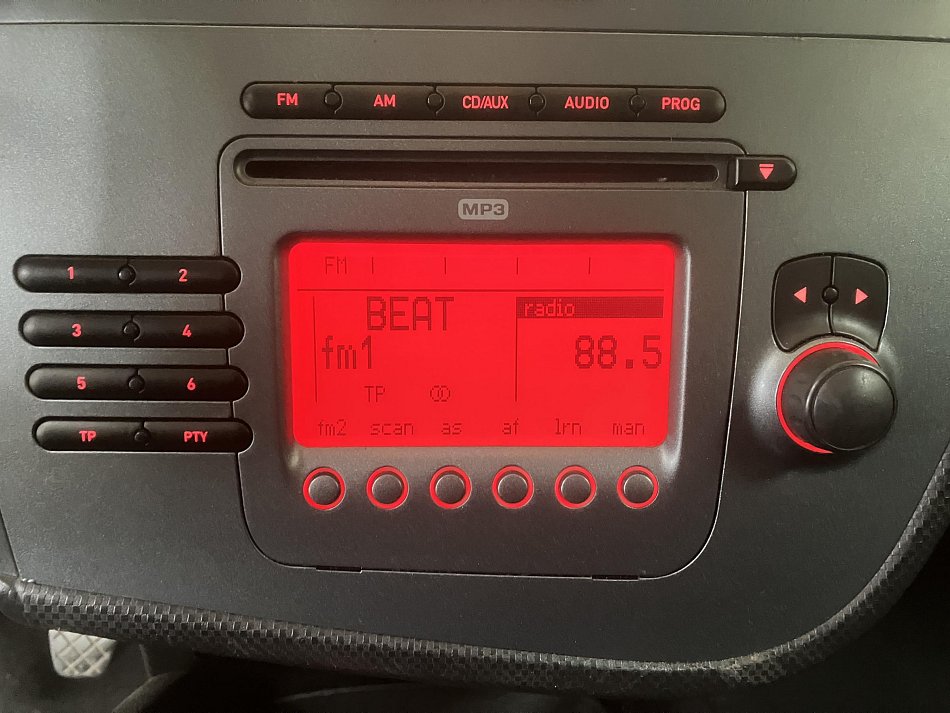 FM AM CD/AUX AUDIO PROG
MP3
1 2
3 4
5 6
TP PTY
FM
BEAT radio
fm1 88.5
TP
fm2 scan as af lrn man